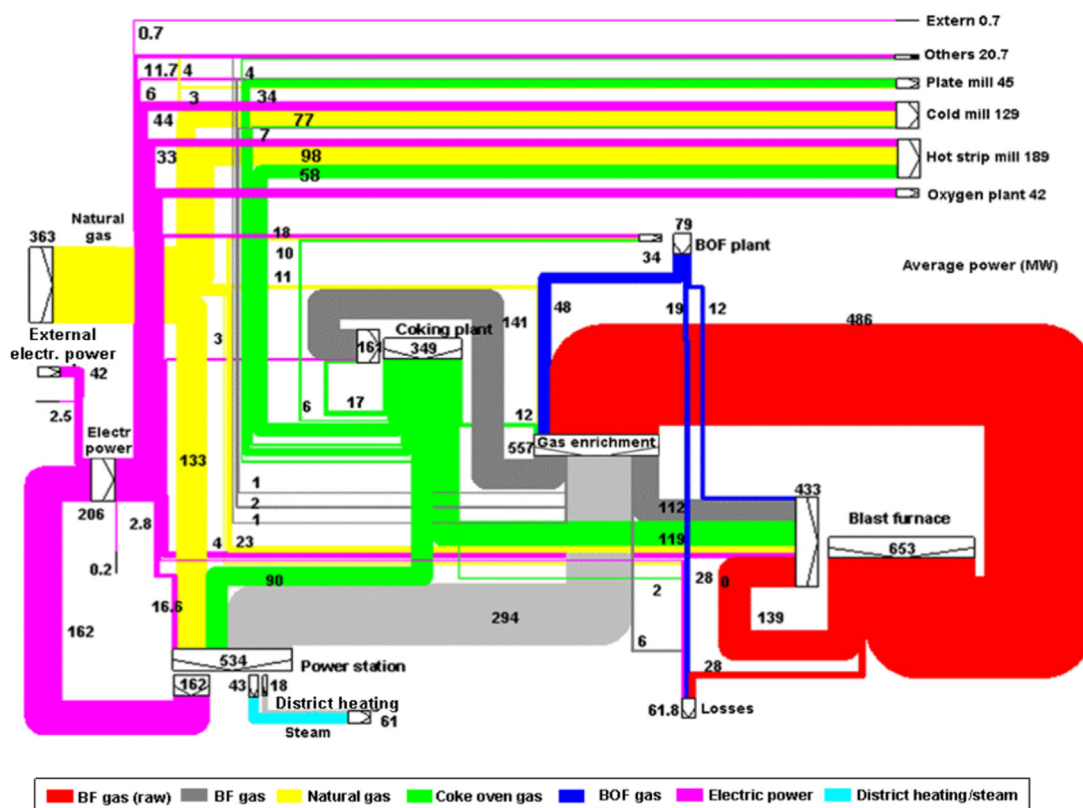 Extern 0.7
0.7
Others 20.7
11.7 4 4
Plate mill 45
6 3 34
Cold mill 129
44 77
7
33 98
Hot strip mill 189
58
Oxygen plant 42
Natural
gas
363
18
79
BOF plant
10
34
11
Average power (MW)
48 19 12
141
486
External
electr. power
3
Coking plant
161
349
42
2.5
6 17 12
Electr
power
557
Gas enrichment
133
1
433
206
2.8
2
112
1
Blast furnace
4 23
119
653
0.2
90
2
28
0
16.6
162
294
139
6
534
Power station
28
162
43
18
District heating
61
61.8
Losses
Steam
BF gas (raw)
BF gas
Natural gas
Coke oven gas
BOF gas
Electric power
District heating/steam